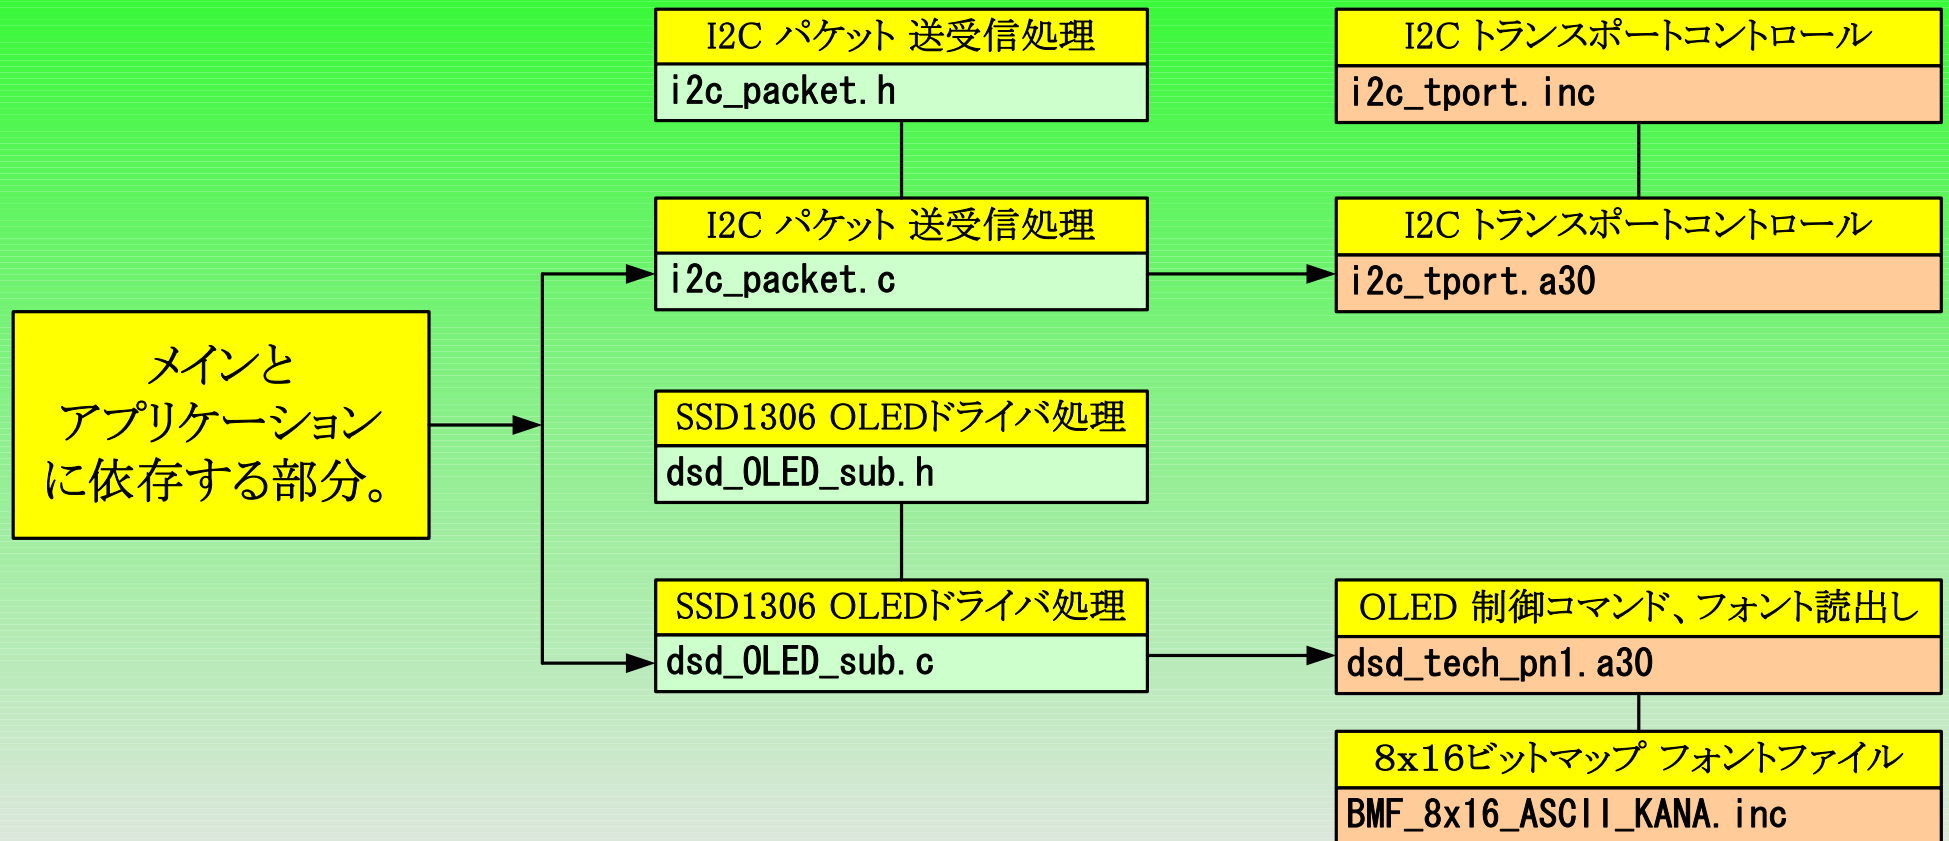 I2C パケット 送受信処理
i2c_packet.h
I2C トランスポートコントロール
i2c_tport.inc
I2C パケット 送受信処理
i2c_packet.c
I2C トランスポートコントロール
i2c_tport.a30
メインと
アプリケーション
に依存する部分。
SSD1306 OLEDドライバ処理
dsd_OLED_sub.h
SSD1306 OLEDドライバ処理
dsd_OLED_sub.c
OLED 制御コマンド、フォント読出し
dsd_tech_pn1.a30
8x16ビットマップ フォントファイル
BMF_8x16_ASCII_KANA.inc